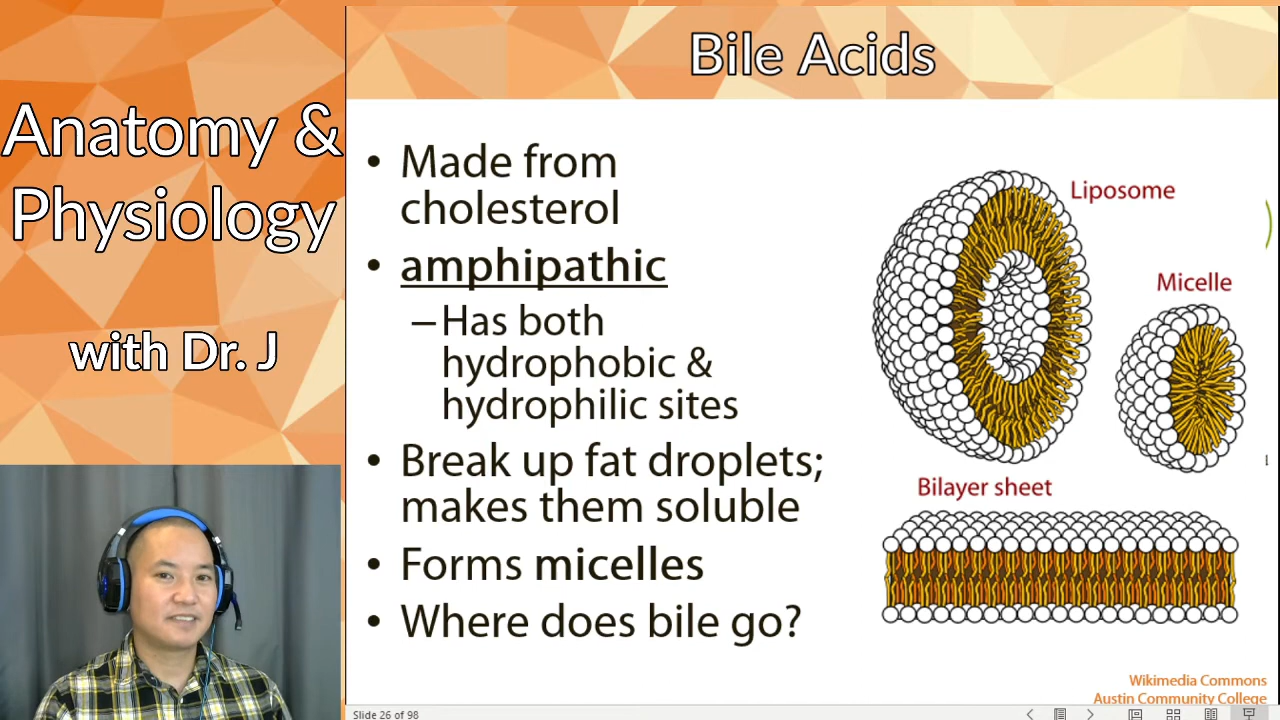 Anatomy &
Physiology
with Dr. J
Bile Acids
• Made from
cholesterol
• amphipathic
–Has both
hydrophobic &
hydrophilic sites
• Break up fat droplets;
makes them soluble
• Forms micelles
• Where does bile go?
Liposome
Micelle
Bilayer sheet
Wikimedia Commons
Austin Community College
Slide 26 of 98